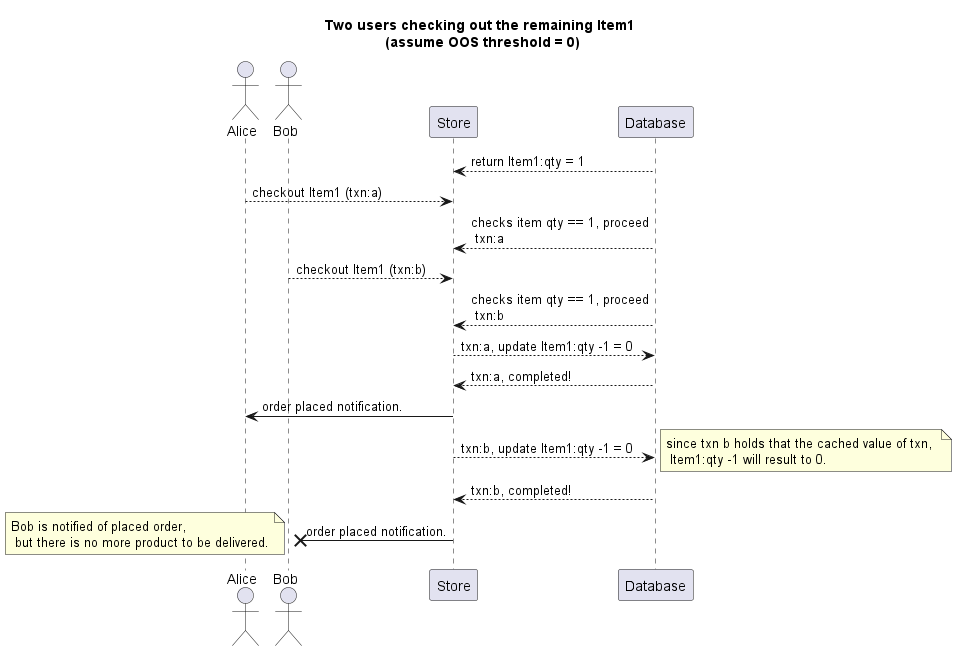 Two users checking out the remaining Item1
(assume OOS threshold = 0)
Alice
Bob
Store
Database
return Item1:qty = 1
checkout Item1 (txn:a)
checks item qty == 1, proceed
txn:a
checkout Item1 (txn:b)
checks item qty == 1, proceed
txn:b
txn:a, update Item1:qty -1 = 0
txn:a, completed!
order placed notification.
txn:b, update Item1:qty -1 = 0
since txn b holds that the cached value of txn,
Item1:qty -1 will result to 0.
txn:b, completed!
Bob is notified of placed order,
but there is no more product to be delivered.
order placed notification.
Alice
Bob
Store
Database